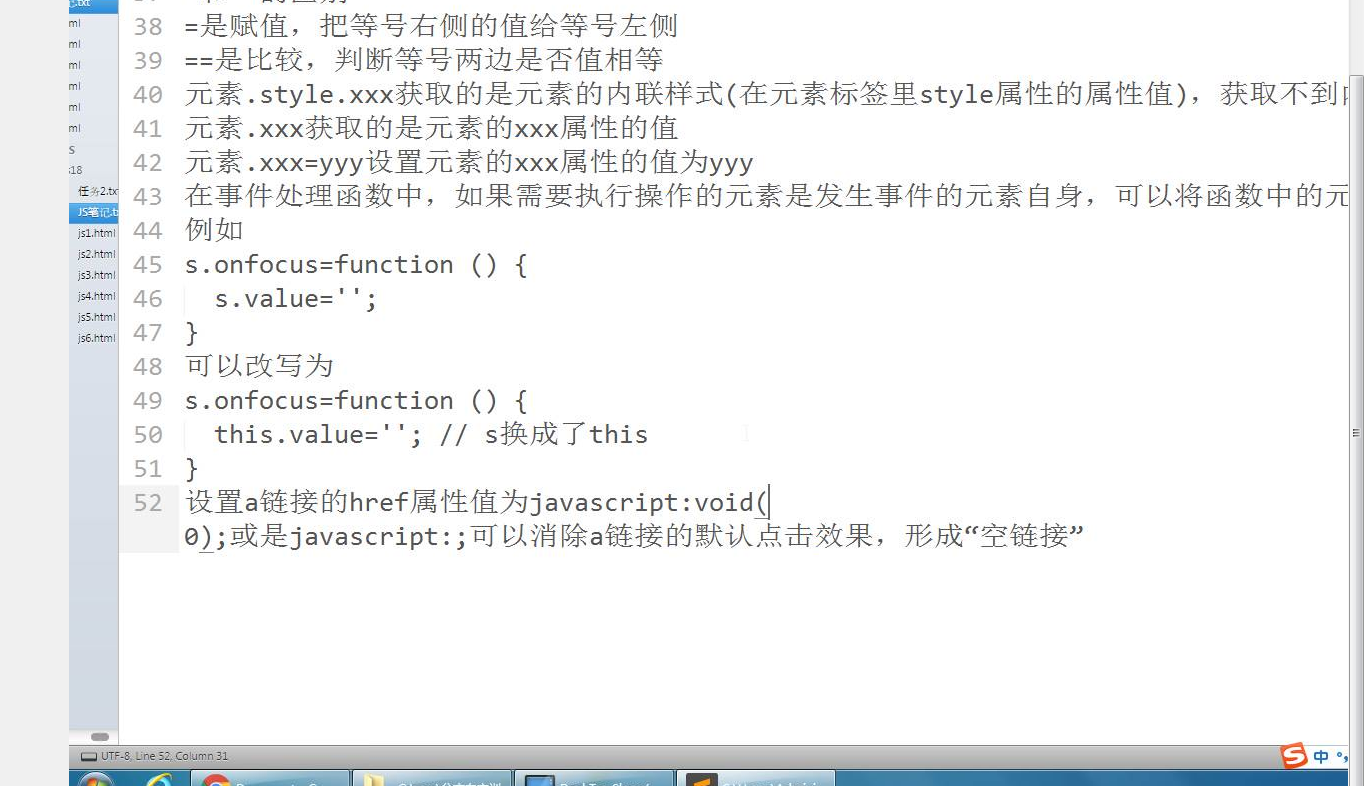 38 =是赋值，把等号右侧的值给等号左侧
39 ==是比较，判断等号两边是否值相等
40 元素.style.xxx获取的是元素的内联样式(在元素标签里style属性的属性值)，获取不到
41 元素.xxx获取的是元素的xxx属性的值
42 元素.xxx=yyy设置元素的xxx属性的值为yyy
43 在事件处理函数中，如果需要执行操作的元素是发生事件的元素自身，可以将函数中的元
44 例如
45 s.onfocus=function () {
46 s.value='';
47 }
48 可以改写为
49 s.onfocus=function () {
50 this.value=''; // s换成了this
51 }
52 设置a链接的href属性值为javascript:void(
0);或是javascript:;可以消除a链接的默认点击效果，形成“空链接”
ml
ml
ml
ml
ml
ml
S
任务2.tx
JS笔记.t
js1.html
js2.html
js3.html
js4.html
js5.html
js6.html
UTF-8, Line 52, Column 31
中